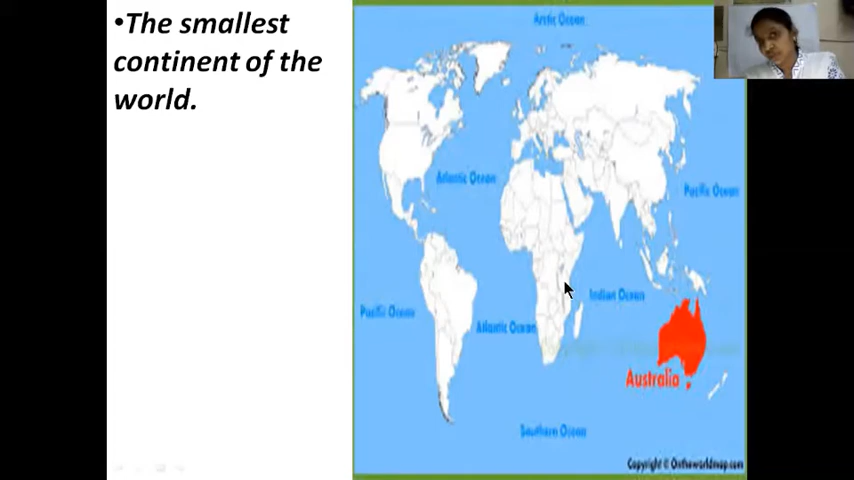 •The smallest
continent of the
world.
Arctic Ocean
Atlantic Ocean
Pacific Ocean
Indian Ocean
Pacific Ocean
Atlantic Ocean
Australia
Southern Ocean
Copyright © Ontheworldmap.com